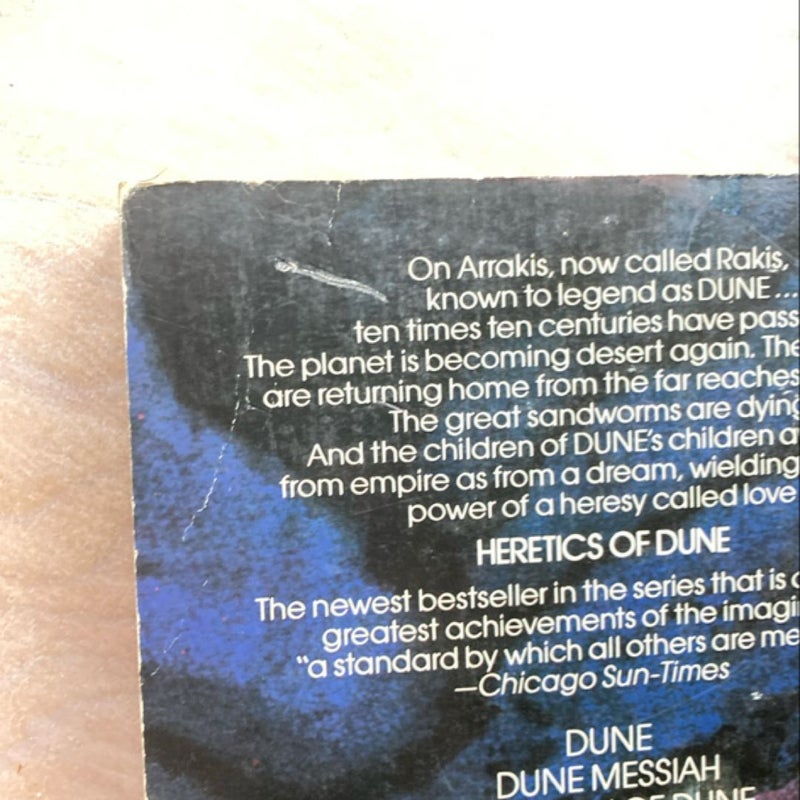 On Arrakis, now called Rakis,
known to legend as DUNE...
ten times ten centuries have pass
The planet is becoming desert again. The
are returning home from the far reaches
The great sandworms are dying
And the children of DUNE's children a
from empire as from a dream, wielding
power of a heresy called love
HERETICS OF DUNE
The newest bestseller in the series that is
greatest achievements of the imagi
"a standard by which all others are me
—Chicago Sun-Times
DUNE
DUNE MESSIAH
OF DUNE